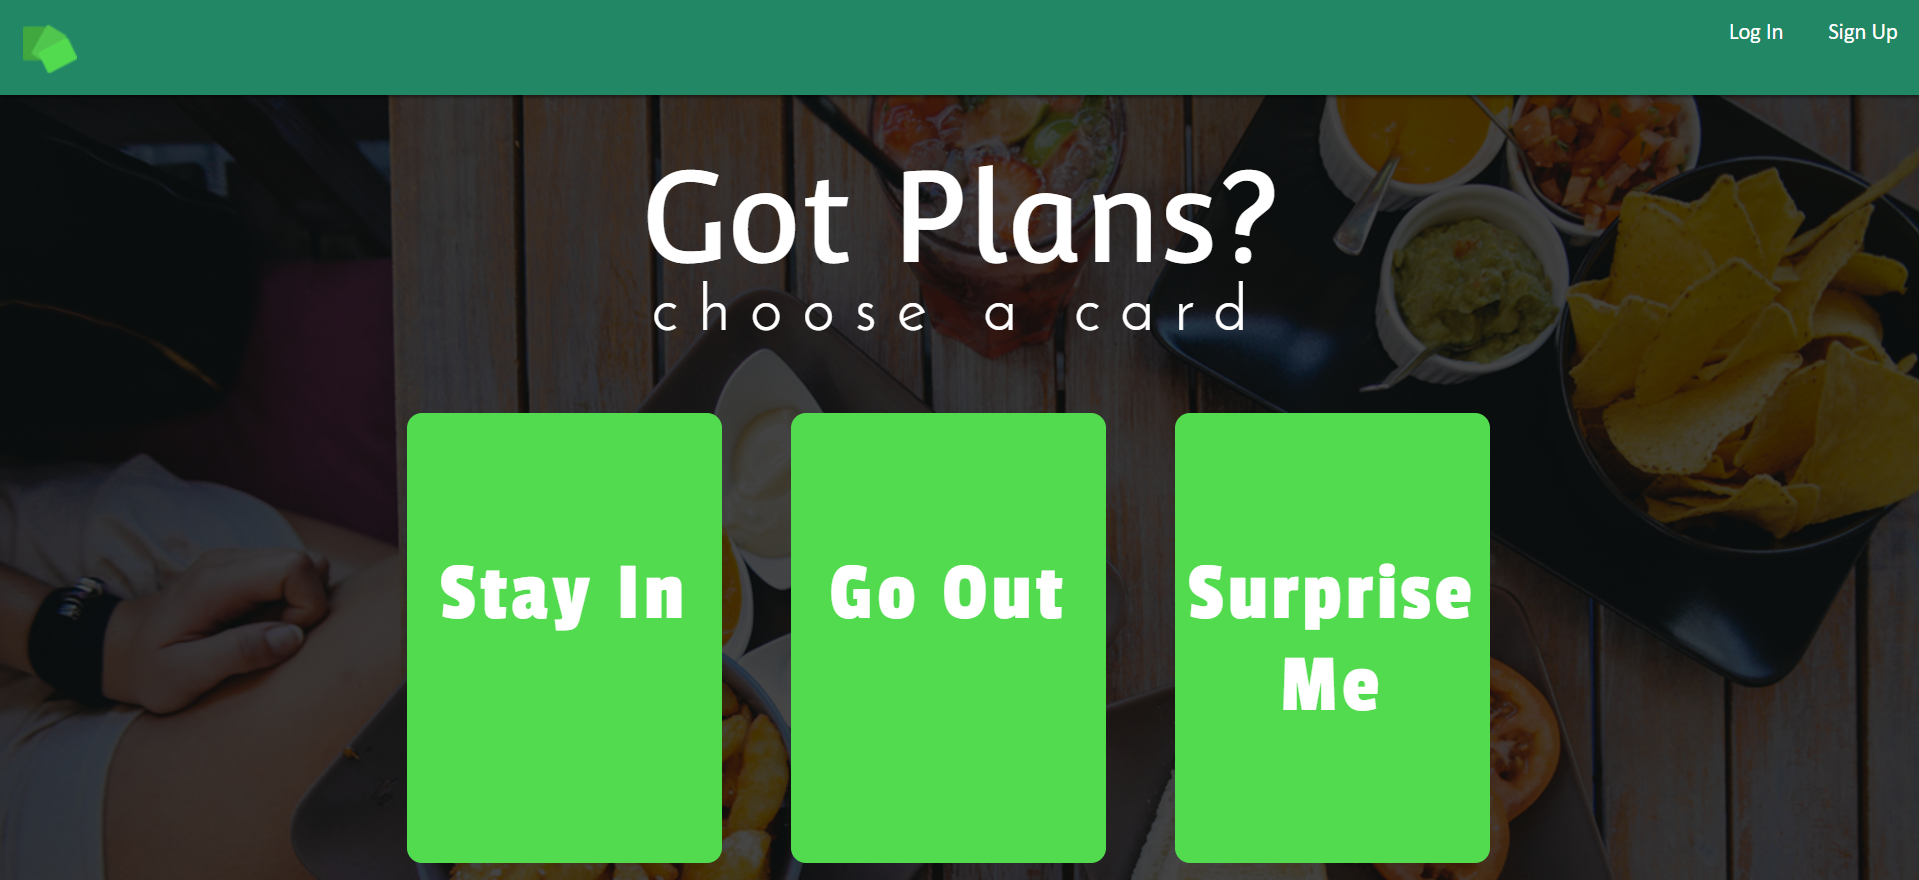 Log In Sign Up
Got Plans?
choose a card
Stay In
Go Out
Surprise
Me